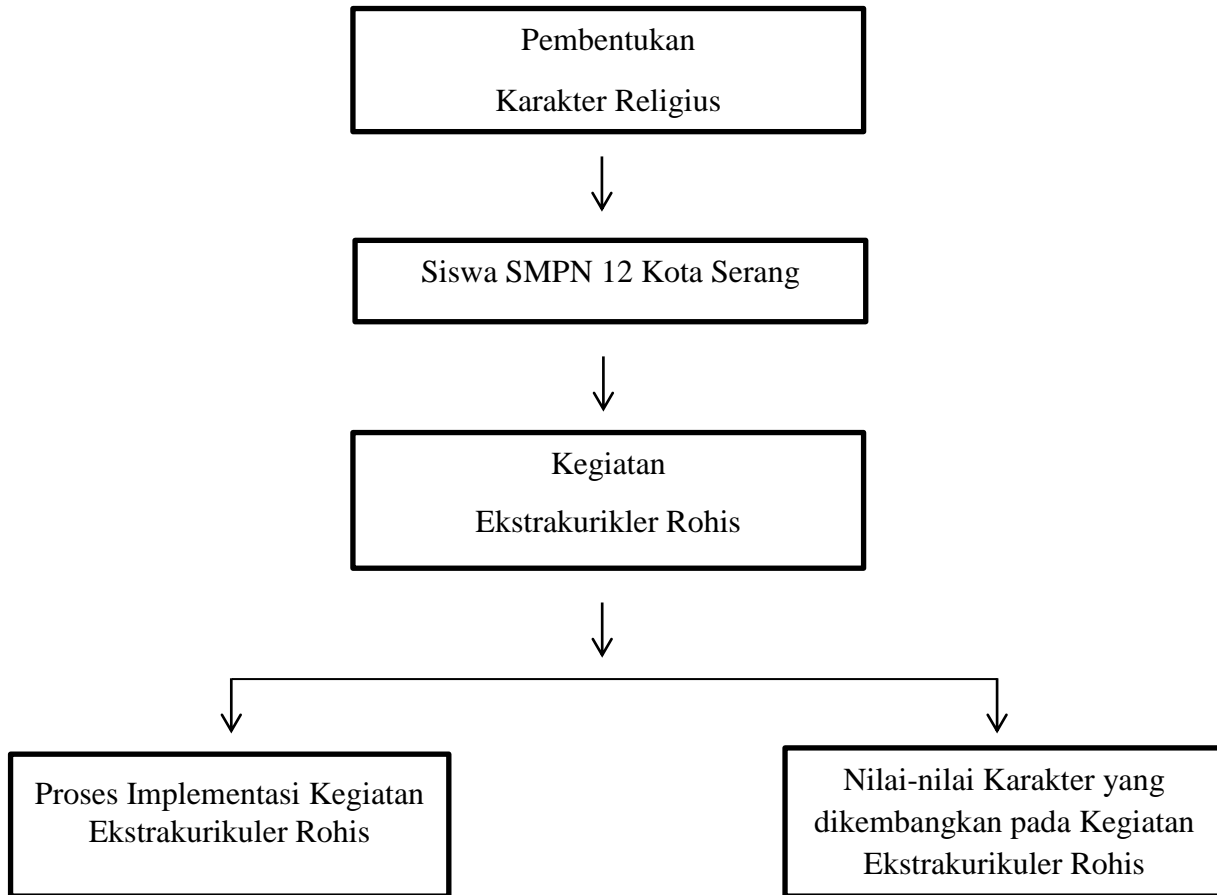 Pembentukan
Karakter Religius
Siswa SMPN 12 Kota Serang
Kegiatan
Ekstrakurikler Rohis
Proses Implementasi Kegiatan
Ekstrakurikuler Rohis
Nilai-nilai Karakter yang
dikembangkan pada Kegiatan
Ekstrakurikuler Rohis